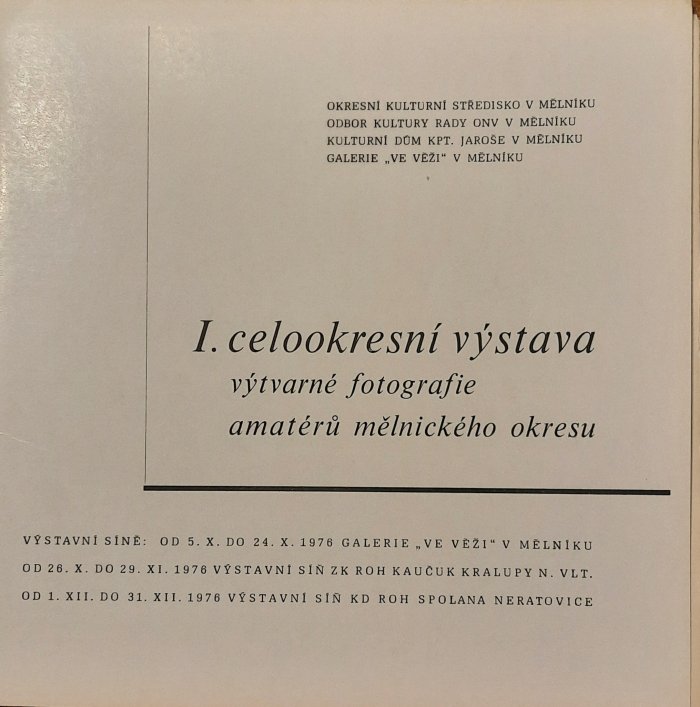 OKRESNÍ KULTURNÍ STŘEDISKO V MĚLNÍKU
ODBOR KULTURY RADY ONV V MĚLNÍKU
KULTURNÍ DŮM KPT. JAROŠE V MĚLNÍKU
GALERIE „VE VĚŽI“ V MĚLNÍKU
I. celookresní výstava
výtvarné fotografie
amatérů mělnického okresu
VÝSTAVNÍ SÍNĚ: OD 5. X. DO 24. X. 1976 GALERIE „VE VĚŽI“ V MĚLNÍKU
OD 26. X. DO 29. XI. 1976 VÝSTAVNÍ SÍŇ ZK ROH KAUČUK KRALUPY N. VLT.
OD 1. XII. DO 31. XII. 1976 VÝSTAVNÍ SÍŇ KD ROH SPOLANA NERATOVICE